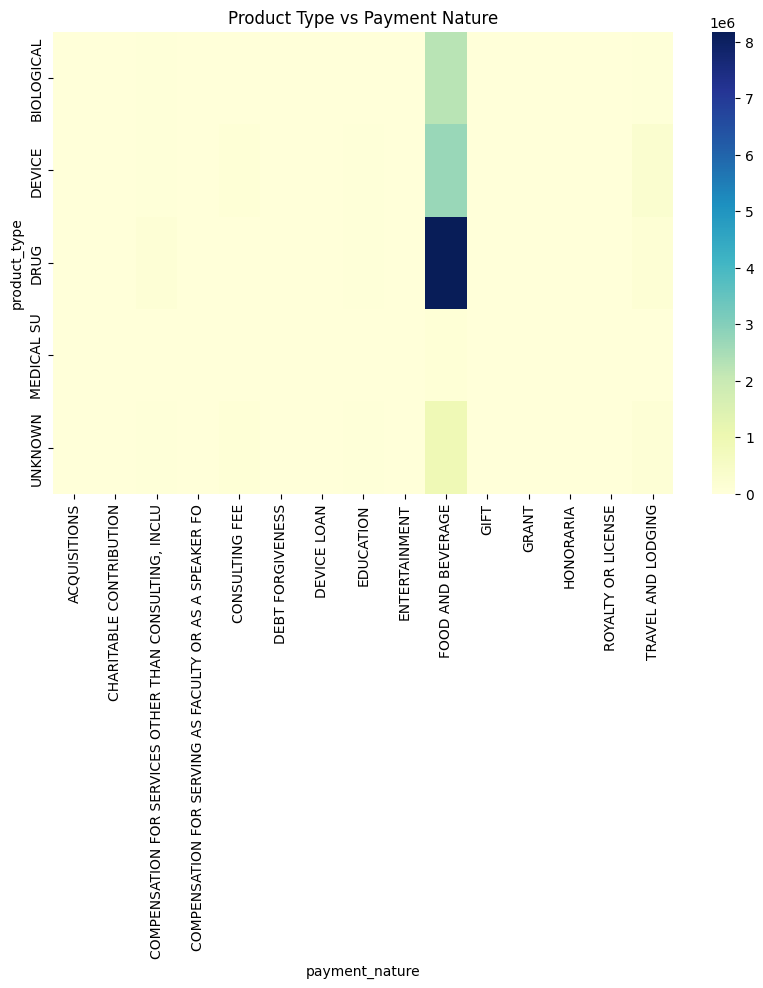 Product Type vs Payment Nature
1e6
8
7
6
5
4
3
2
1
0
product_type
BIOLOGICAL
DEVICE
DRUG
MEDICAL SU
UNKNOWN
ACQUISITIONS
CHARITABLE CONTRIBUTION
COMPENSATION FOR SERVICES OTHER THAN CONSULTING, INCLU
COMPENSATION FOR SERVING AS FACULTY OR AS A SPEAKER FO
CONSULTING FEE
DEBT FORGIVENESS
DEVICE LOAN
EDUCATION
ENTERTAINMENT
FOOD AND BEVERAGE
GIFT
GRANT
HONORARIA
ROYALTY OR LICENSE
TRAVEL AND LODGING
payment_nature